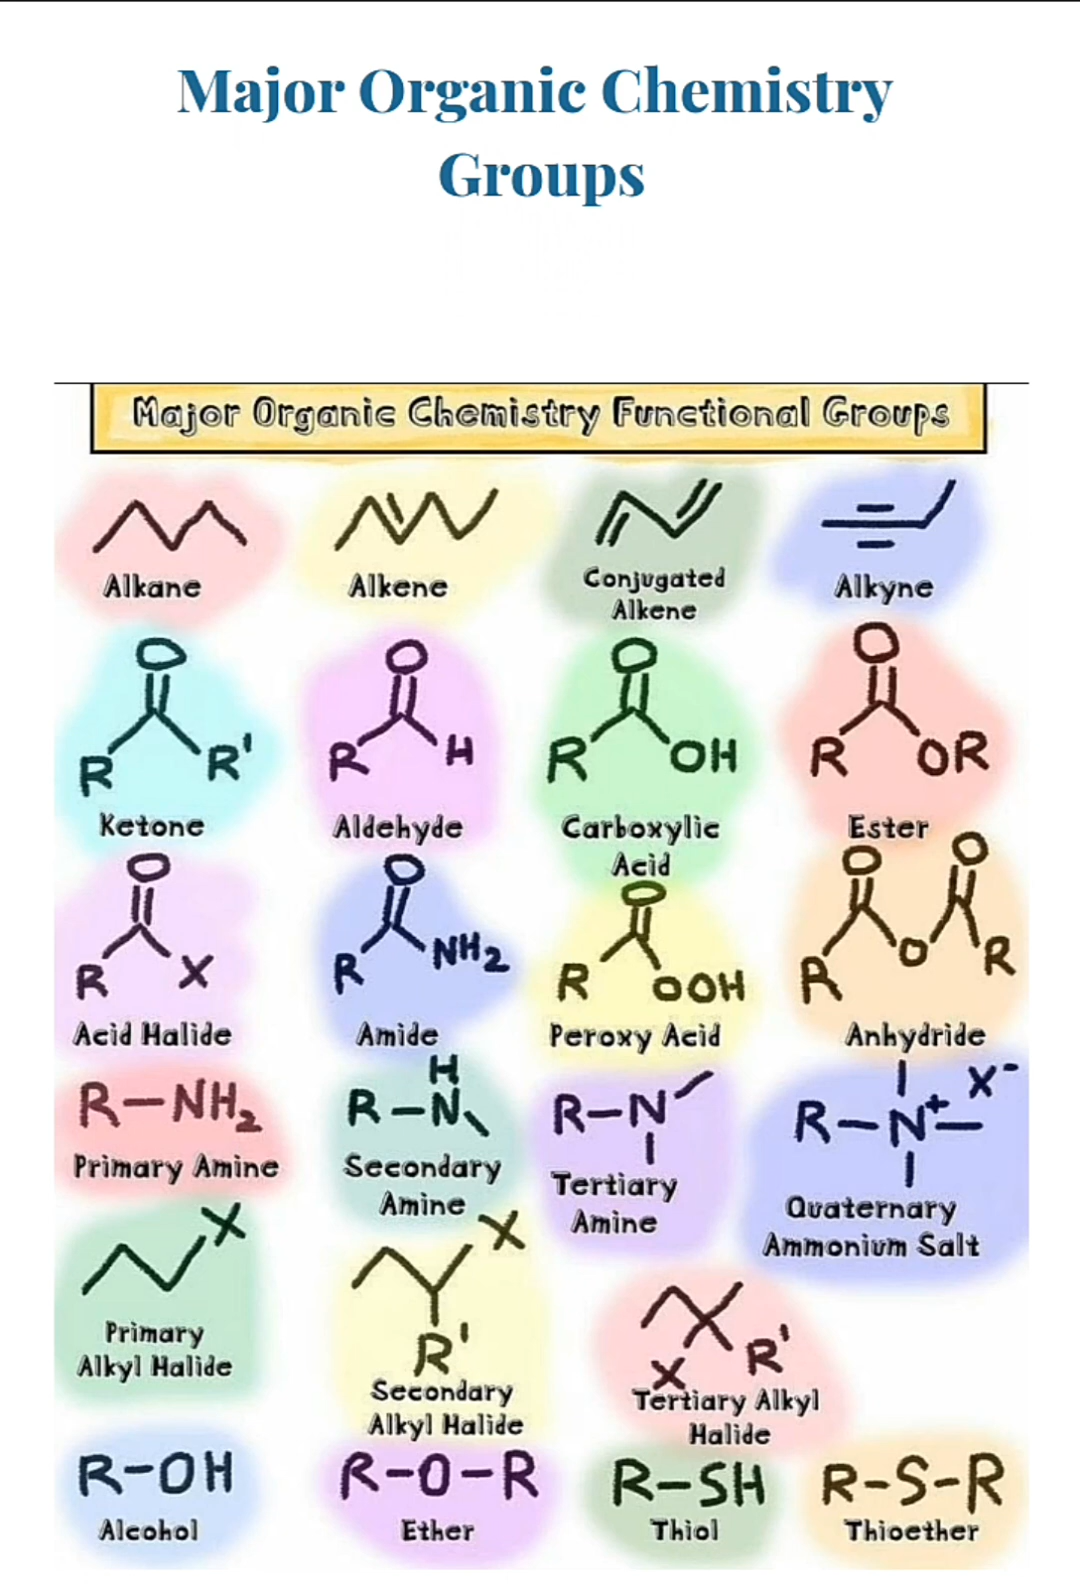 Major Organic Chemistry
Groups
Major Organic Chemistry Functional Groups
Alkane
Alkene
Conjugated
Alkene
Alkyne
O
R
R'
Ketone
O
R
H
Aldehyde
O
R
OH
Carboxylic
Acid
O
R
OR
Ester
O
R
X
Acid Halide
O
R
NH2
Amide
O
R
OOH
Peroxy Acid
O
O
R
O
R
Anhydride
R-NH2
Primary Amine
H
R-N
Secondary
Amine
R-N
Tertiary
Amine
R-N+
X-
Quaternary
Ammonium Salt
X
Primary
Alkyl Halide
X
R'
Secondary
Alkyl Halide
X
R'
Tertiary Alkyl
Halide
R-OH
Alcohol
R-O-R
Ether
R-SH
Thiol
R-S-R
Thioether